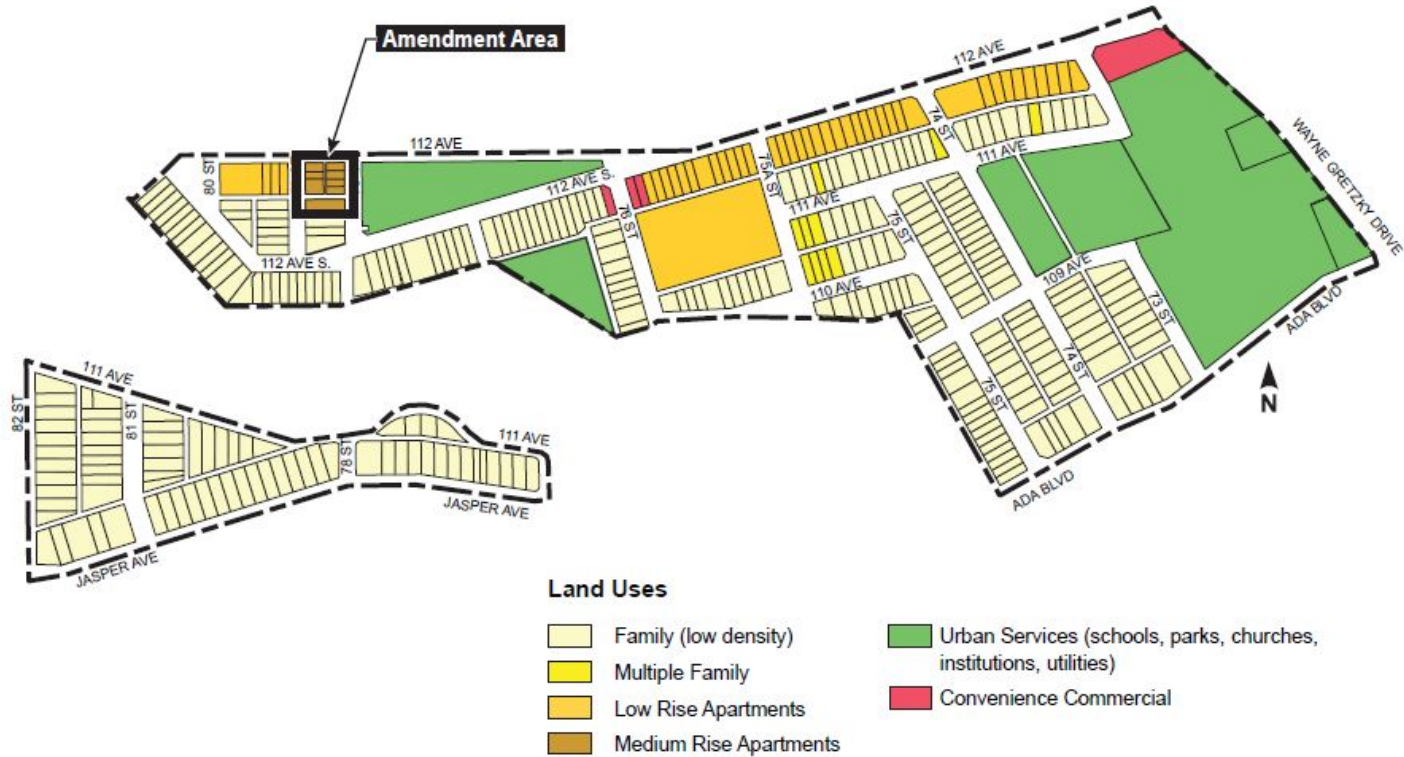 Amendment Area
112 AVE
112 AVE
74 ST
WAYNE GRETZKY DRIVE
80 ST
112 AVE S.
75A ST
111 AVE
76 ST
111 AVE
75 ST
112 AVE S.
110 AVE
109 AVE
73 ST
ADA BLVD
74 ST
75 ST
N
ADA BLVD
111 AVE
82 ST
81 ST
78 ST
111 AVE
JASPER AVE
JASPER AVE
Land Uses
Family (low density)
Multiple Family
Low Rise Apartments
Medium Rise Apartments
Urban Services (schools, parks, churches,
institutions, utilities)
Convenience Commercial